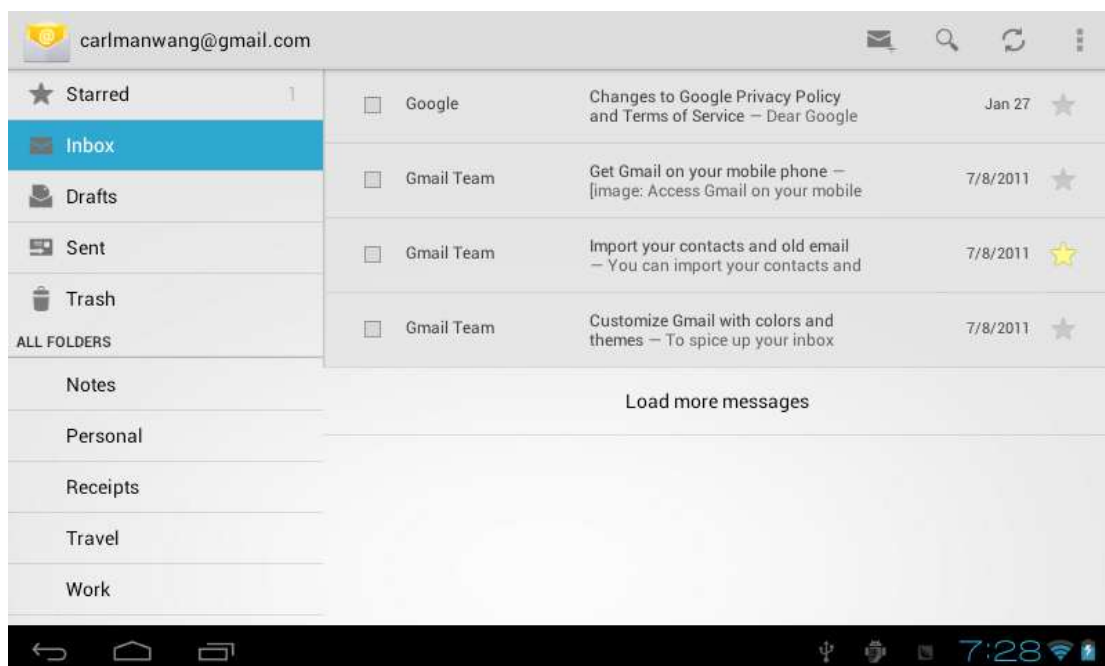 carlmanwang@gmail.com
Starred 1
Inbox
Drafts
Sent
Trash
ALL FOLDERS
Notes
Personal
Receipts
Travel
Work
Google
Changes to Google Privacy Policy
and Terms of Service — Dear Google
Jan 27
Gmail Team
Get Gmail on your mobile phone —
[image: Access Gmail on your mobile
7/8/2011
Gmail Team
Import your contacts and old email
— You can import your contacts and
7/8/2011
Gmail Team
Customize Gmail with colors and
themes — To spice up your inbox
7/8/2011
Load more messages
7:28